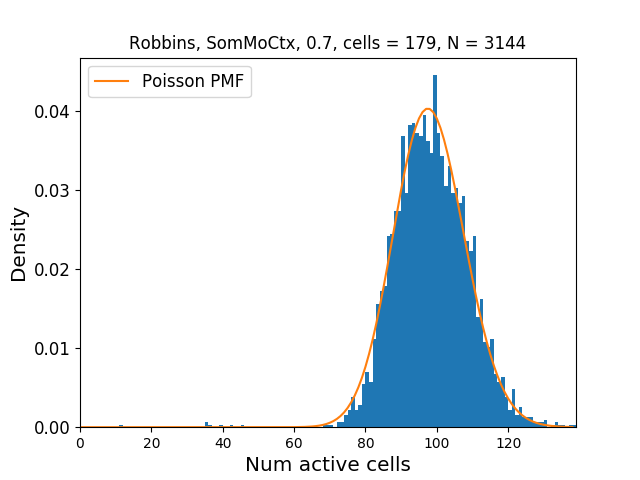 Robbins, SomMoCtx, 0.7, cells = 179, N = 3144
Poisson PMF
0.04
0.03
0.02
0.01
0.00
Density
0 20 40 60 80 100 120
Num active cells